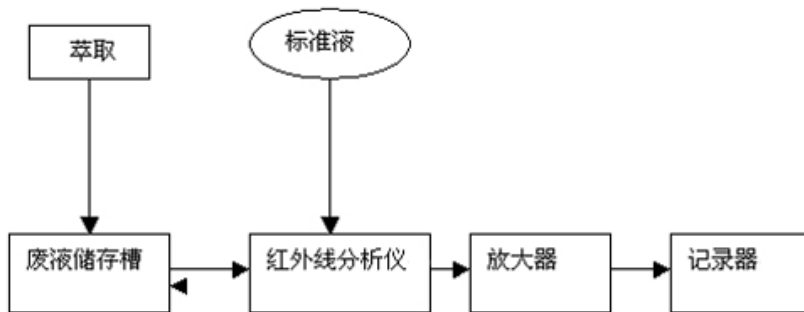 萃取
标准液
废液储存槽
红外线分析仪
放大器
记录器